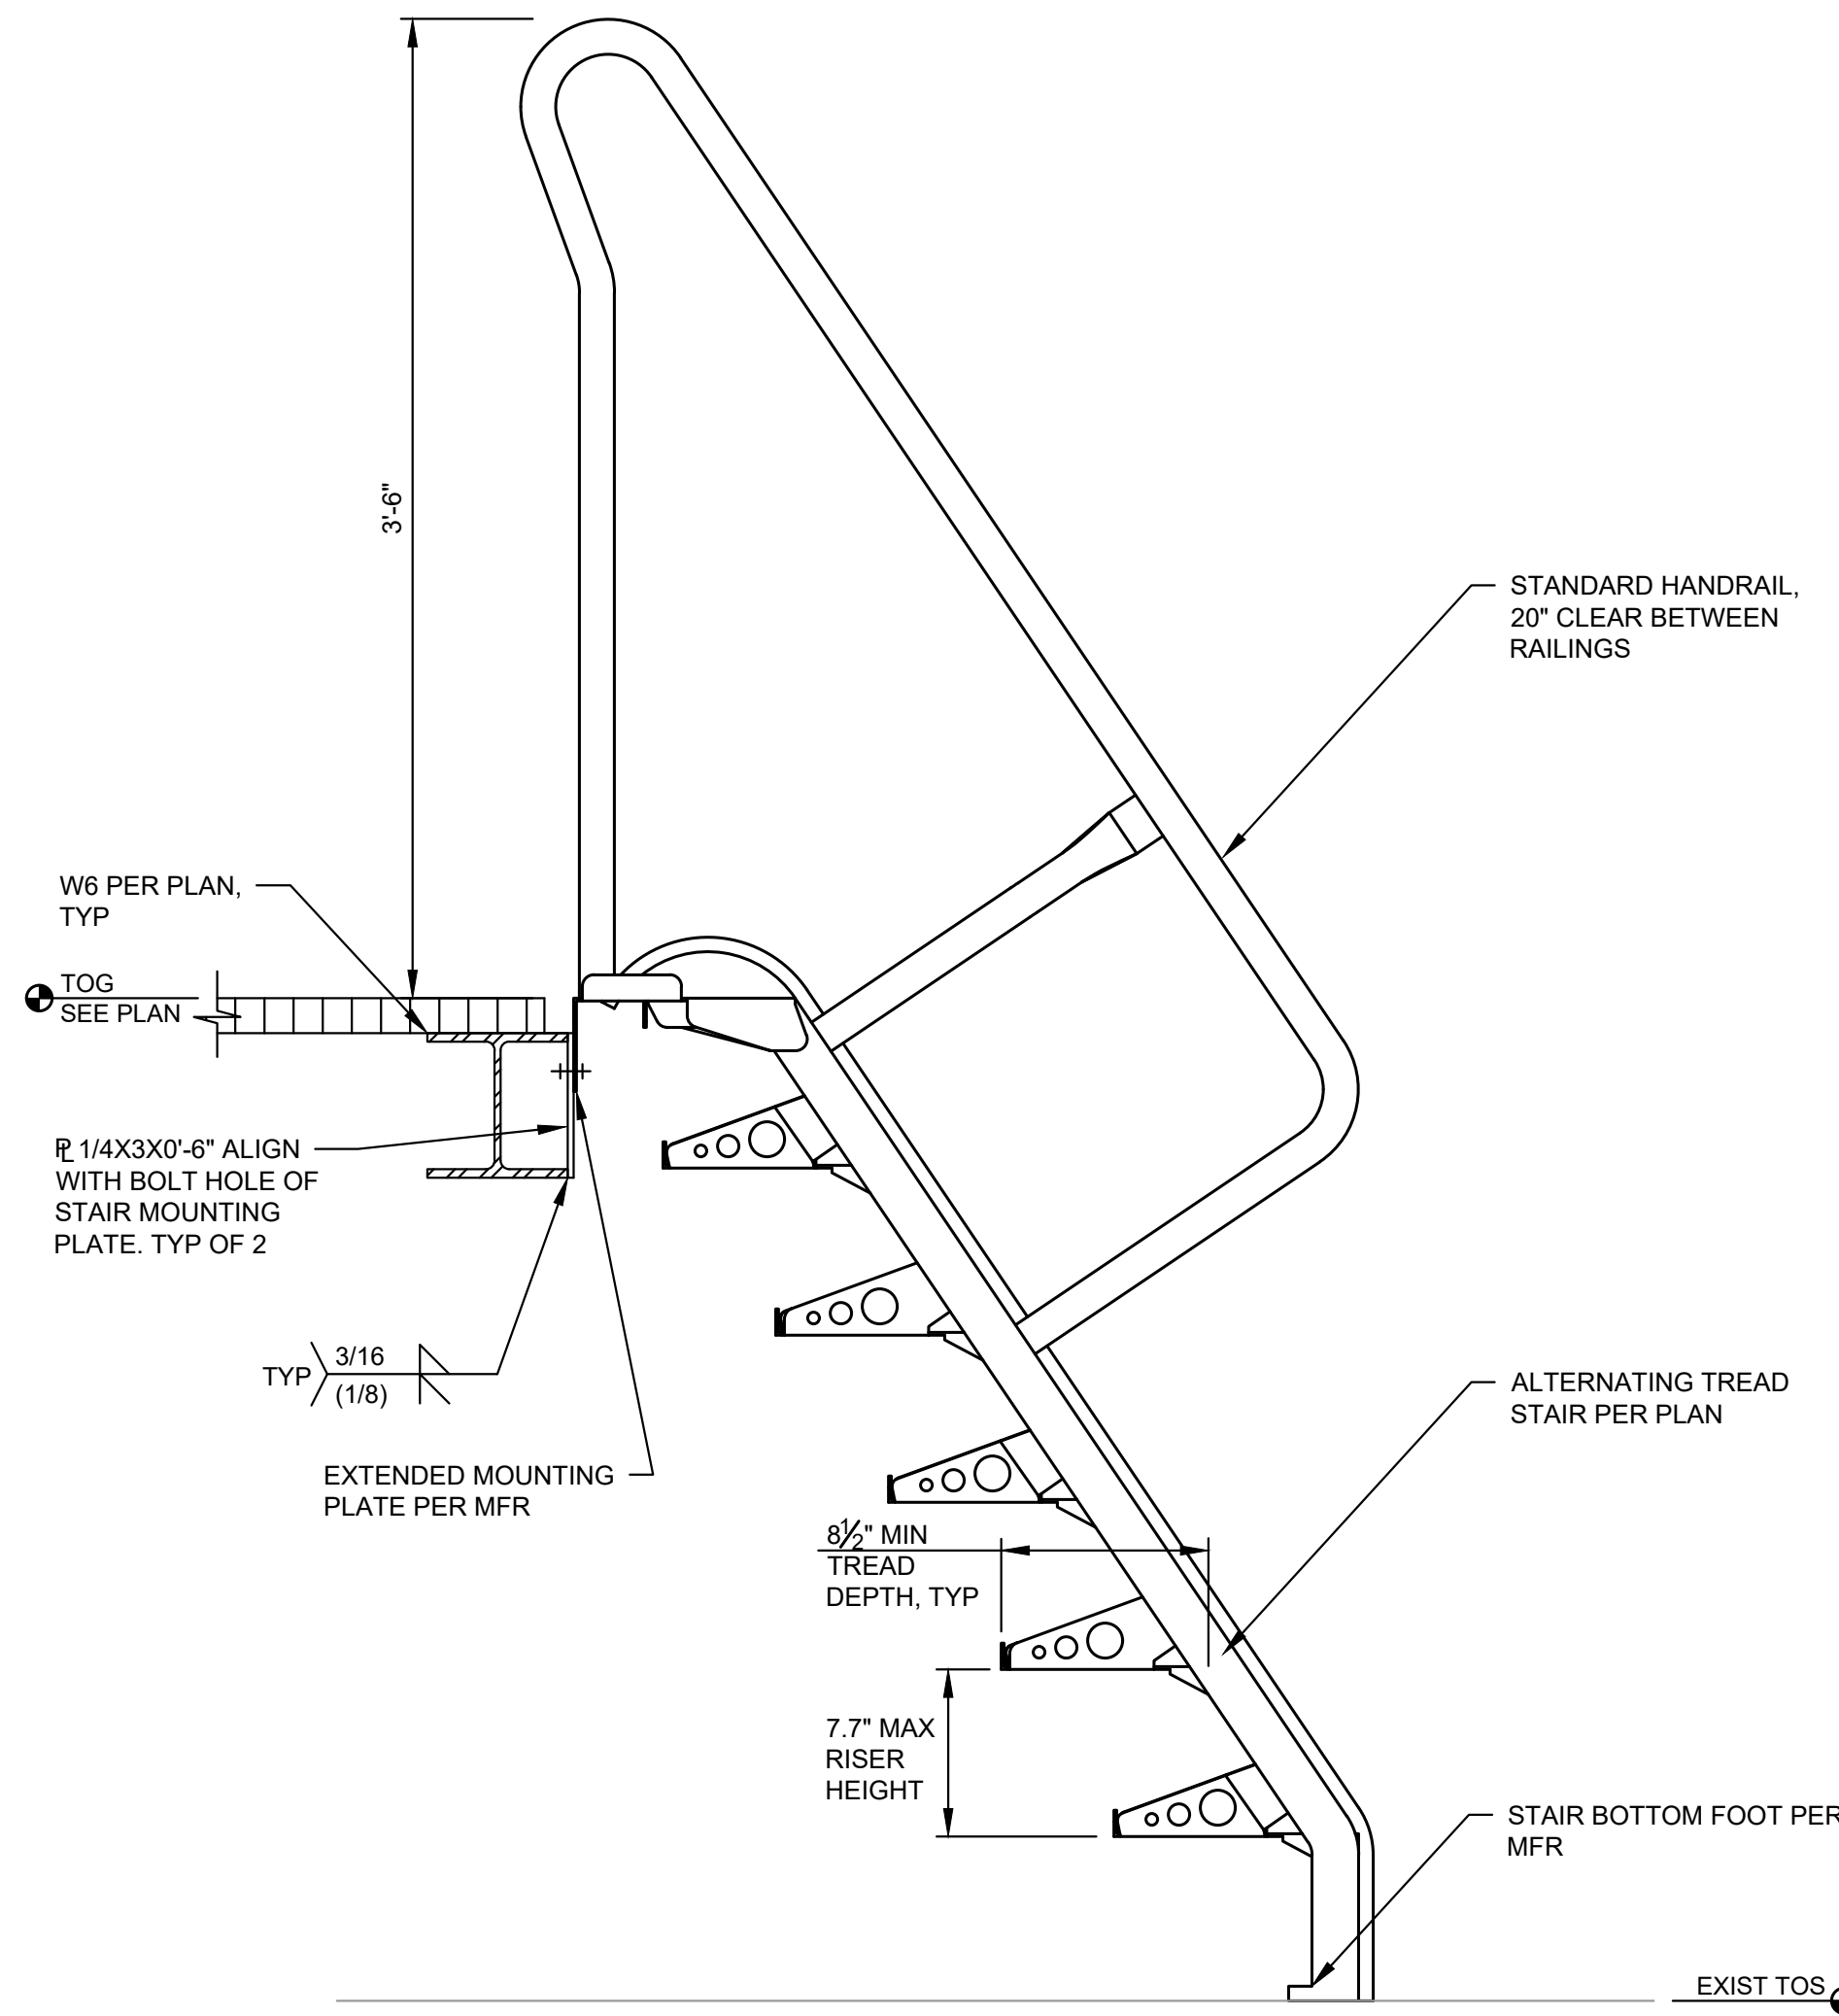 3'-6"
STANDARD HANDRAIL,
20" CLEAR BETWEEN
RAILINGS
W6 PER PLAN,
TYP
TOG
SEE PLAN
℄ 1/4X3X0'-6" ALIGN
WITH BOLT HOLE OF
STAIR MOUNTING
PLATE. TYP OF 2
TYP
3/16
(1/8)
EXTENDED MOUNTING
PLATE PER MFR
ALTERNATING TREAD
STAIR PER PLAN
8 1/2" MIN
TREAD
DEPTH, TYP
7.7" MAX
RISER
HEIGHT
STAIR BOTTOM FOOT PER
MFR
EXIST TOS